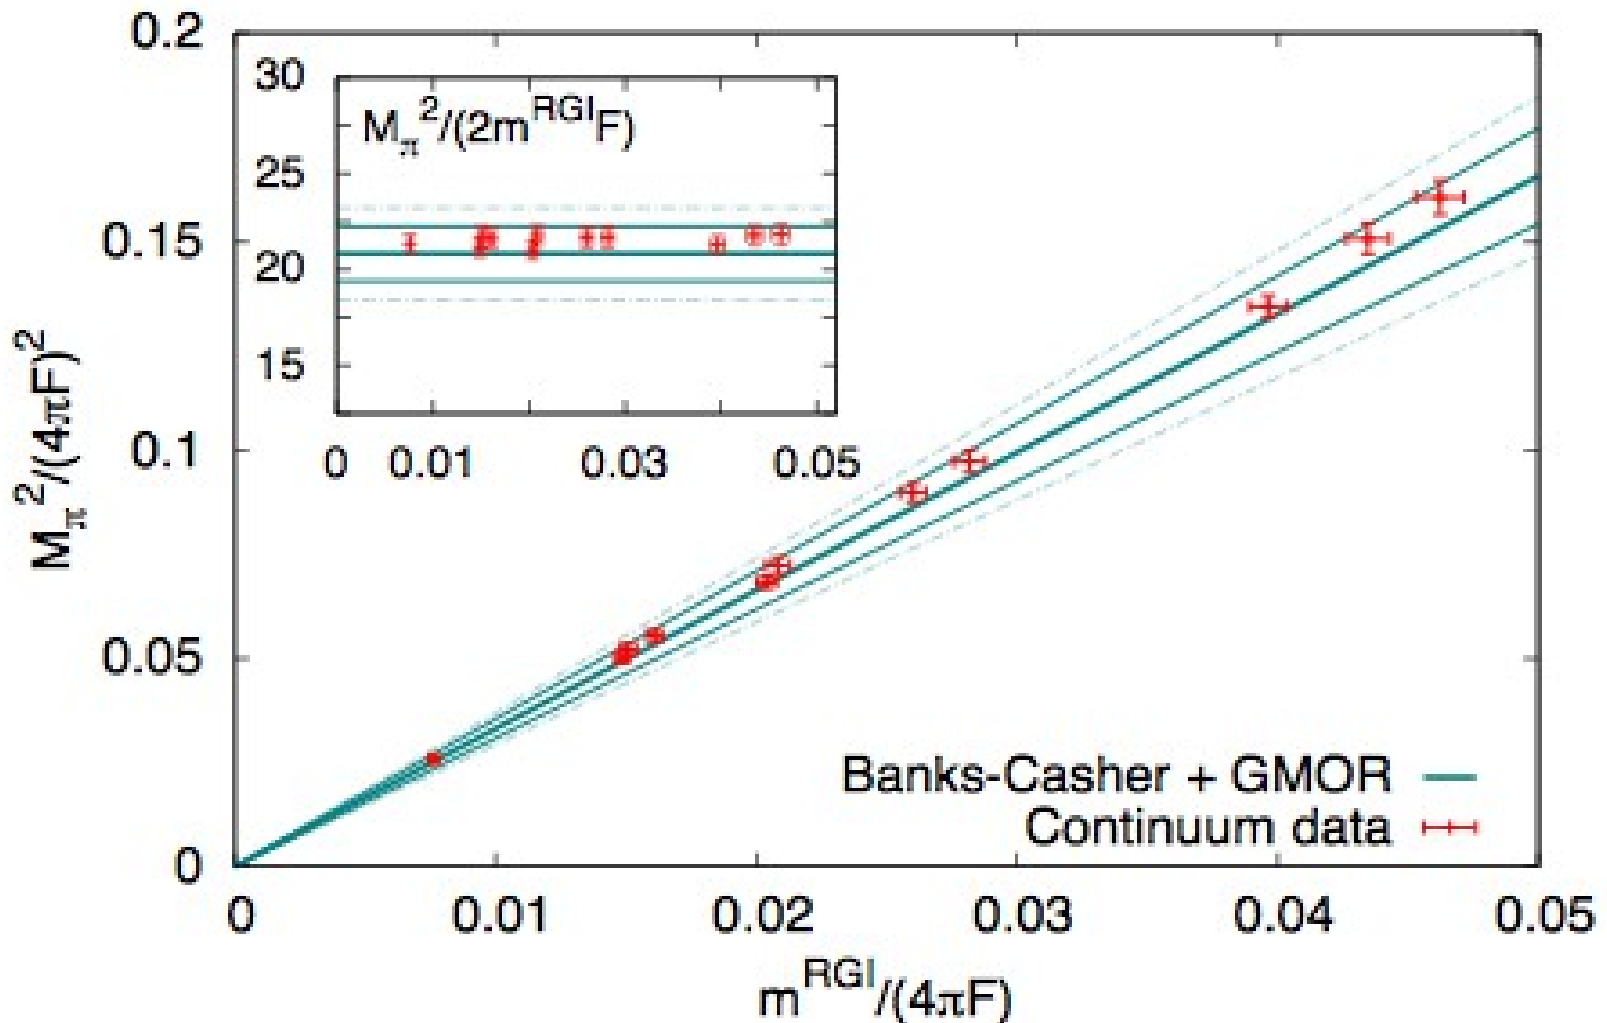 0.2
0.15
0.1
0.05
0
M_π^2/(4πF)^2
30
25
20
15
M_π^2/(2m^RGI F)
0 0.01 0.03 0.05
Banks-Casher + GMOR
Continuum data
0 0.01 0.02 0.03 0.04 0.05
m^RGI/(4πF)